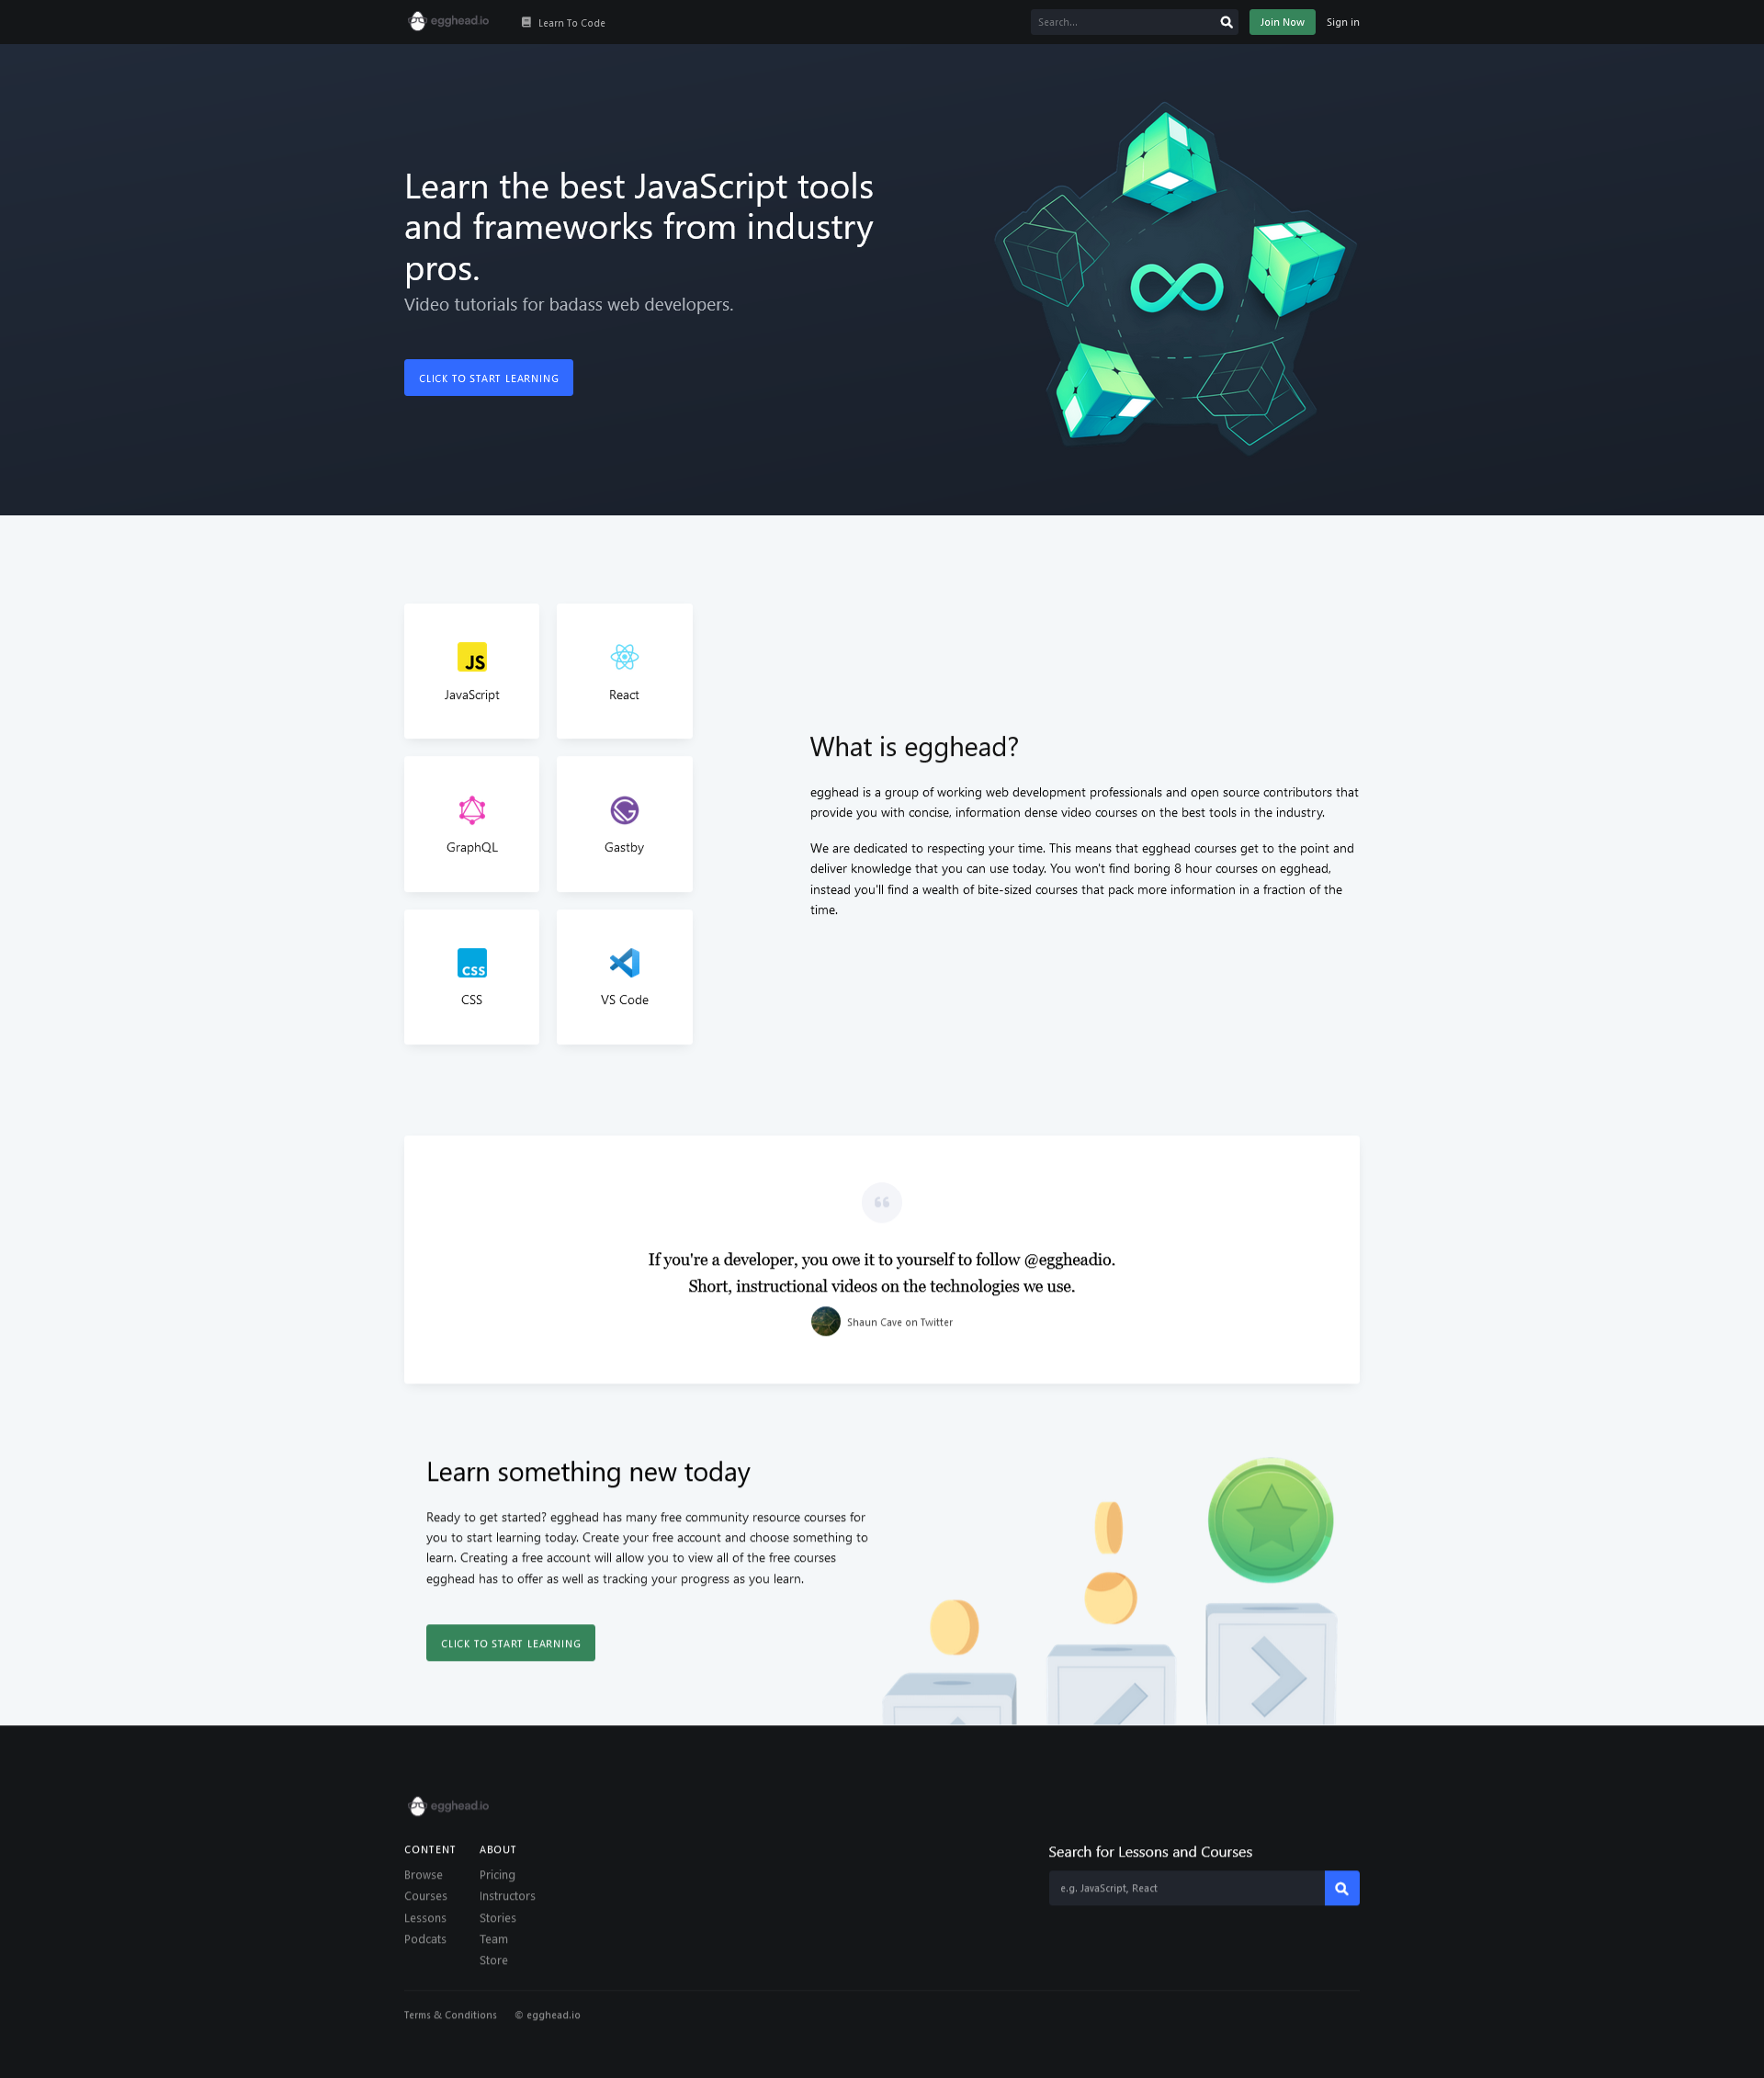 egghead.io
Learn To Code
Search...
Join Now
Sign in
Learn the best JavaScript tools
and frameworks from industry
pros.
Video tutorials for badass web developers.
CLICK TO START LEARNING
JS
JavaScript
React
GraphQL
Gastby
CSS
CSS
VS Code
What is egghead?
egghead is a group of working web development professionals and open source contributors that
provide you with concise, information dense video courses on the best tools in the industry.
We are dedicated to respecting your time. This means that egghead courses get to the point and
deliver knowledge that you can use today. You won't find boring 8 hour courses on egghead,
instead you'll find a wealth of bite-sized courses that pack more information in a fraction of the
time.
If you're a developer, you owe it to yourself to follow @eggheadio.
Short, instructional videos on the technologies we use.
Shaun Cave on Twitter
Learn something new today
Ready to get started? egghead has many free community resource courses for
you to start learning today. Create your free account and choose something to
learn. Creating a free account will allow you to view all of the free courses
egghead has to offer as well as tracking your progress as you learn.
CLICK TO START LEARNING
egghead.io
CONTENT
Browse
Courses
Lessons
Podcats
ABOUT
Pricing
Instructors
Stories
Team
Store
Search for Lessons and Courses
e.g. JavaScript, React
Terms & Conditions
© egghead.io